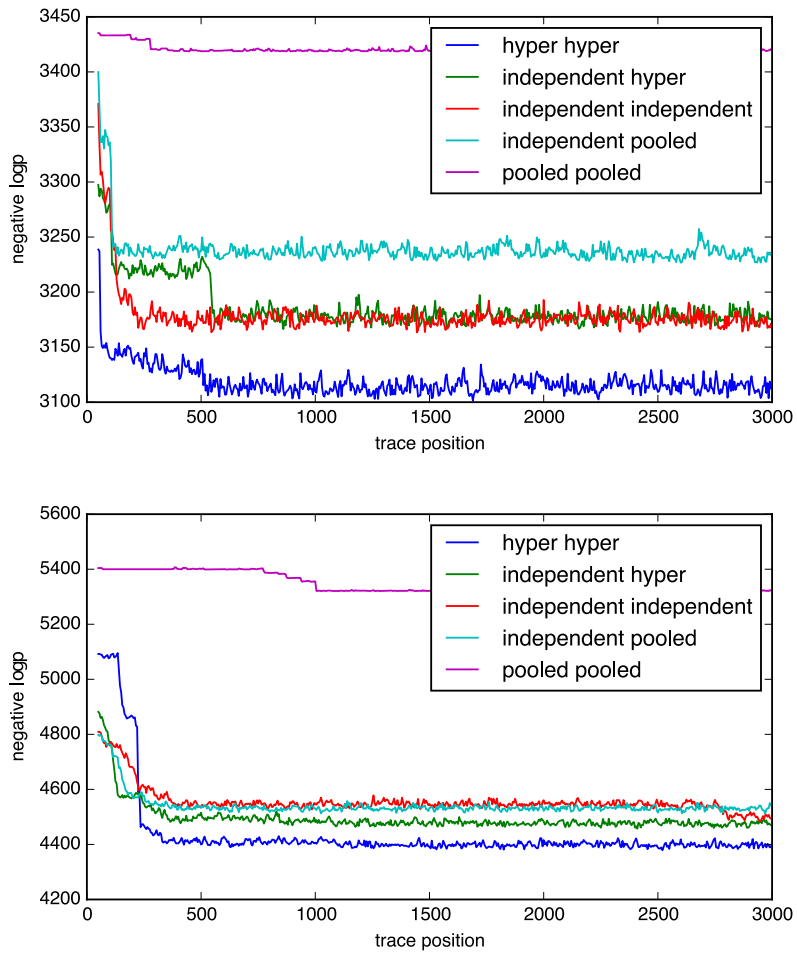 3450
3400
3350
3300
3250
3200
3150
3100
negative logp
hyper hyper
independent hyper
independent independent
independent pooled
pooled pooled
0 500 1000 1500 2000 2500 3000
trace position
5600
5400
5200
5000
4800
4600
4400
4200
negative logp
hyper hyper
independent hyper
independent independent
independent pooled
pooled pooled
0 500 1000 1500 2000 2500 3000
trace position